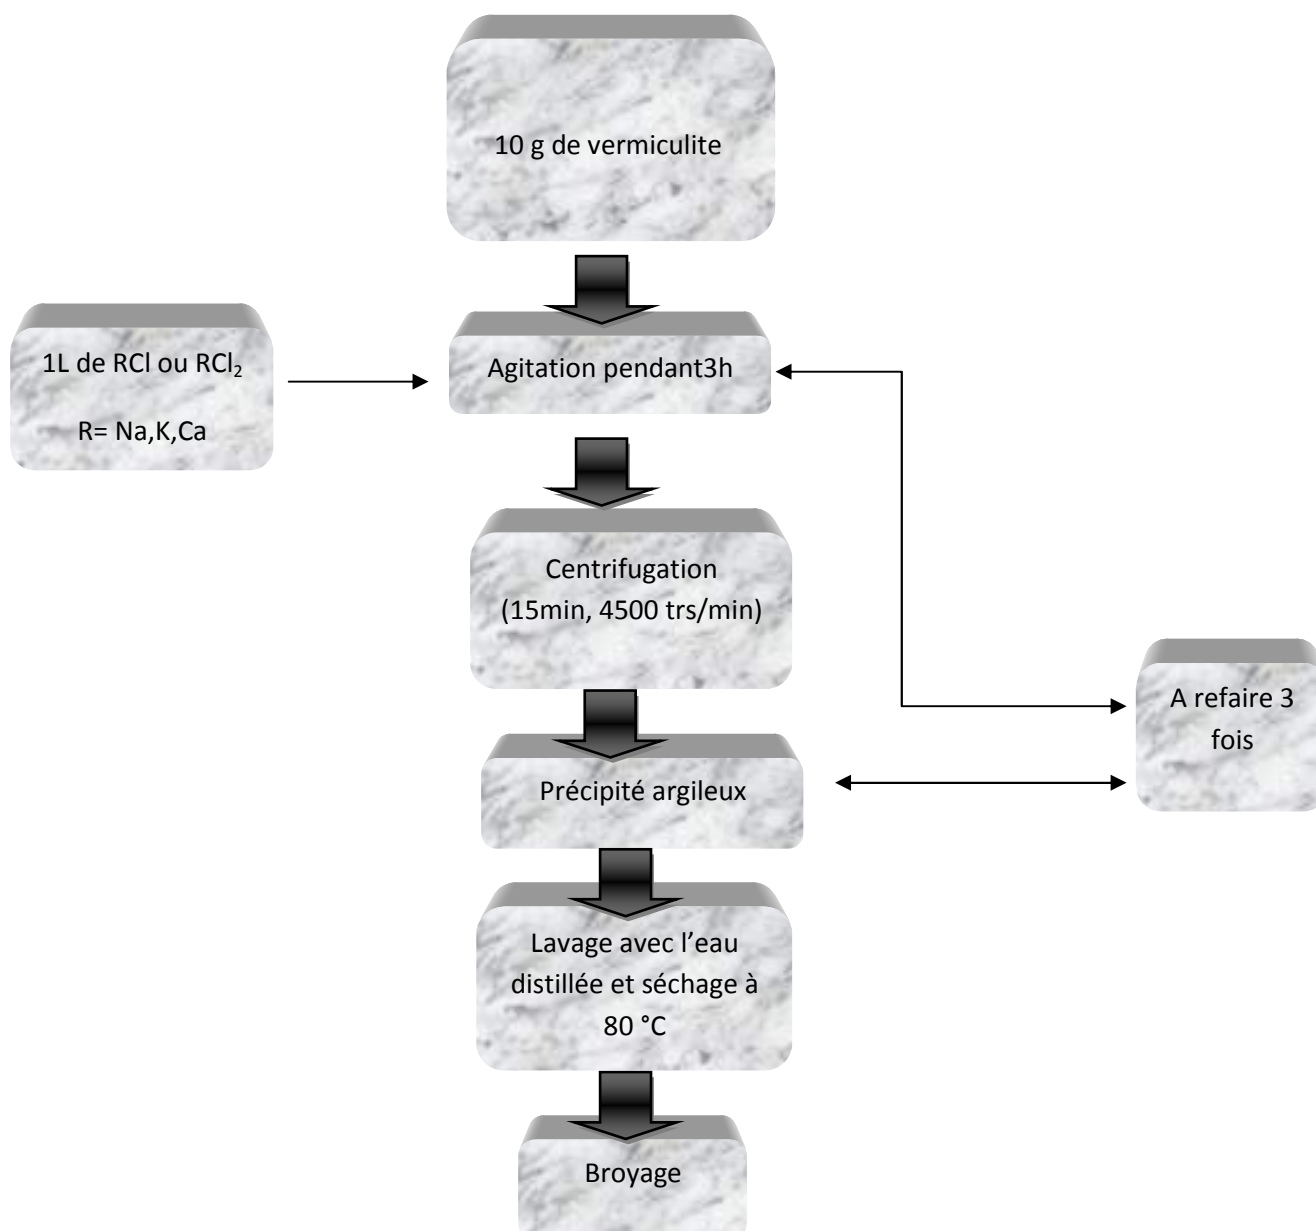 10 g de vermiculite
1L de RCl ou RCl₂
R= Na,K,Ca
Agitation pendant3h
Centrifugation
(15min, 4500 trs/min)
A refaire 3
fois
Précipité argileux
Lavage avec l’eau
distillée et séchage à
80 °C
Broyage